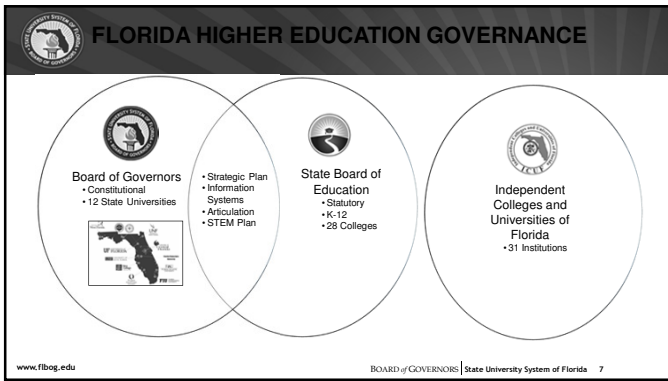 FLORIDA HIGHER EDUCATION GOVERNANCE
Board of Governors
• Constitutional
• 12 State Universities
• Strategic Plan
• Information
Systems
• Articulation
• STEM Plan
State Board of
Education
• Statutory
• K-12
• 28 Colleges
ICUF
Independent
Colleges and
Universities of
Florida
• 31 Institutions
www.flbog.edu
BOARD of GOVERNORS | State University System of Florida 7